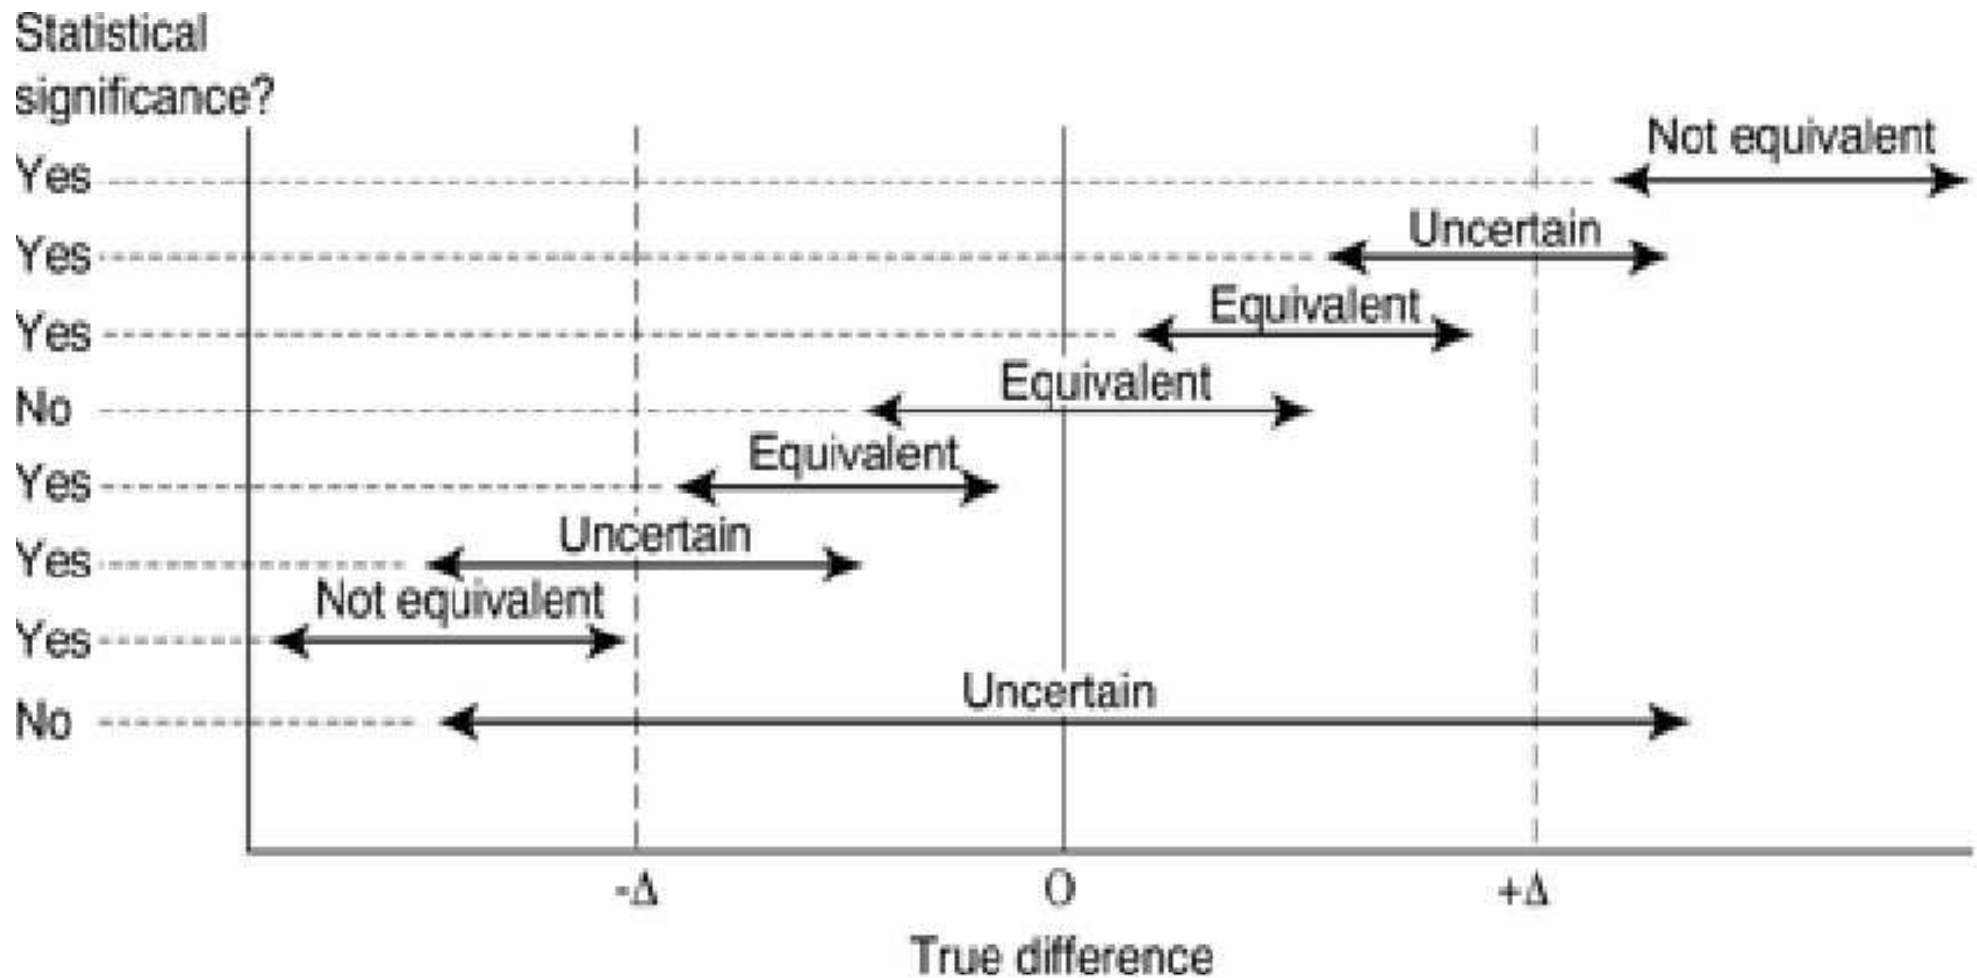 Statistical
significance?
Not equivalent
Yes
Uncertain
Yes
Equivalent
Yes
Equivalent
No
Equivalent
Yes
Uncertain
Yes
Not equivalent
Yes
Uncertain
No
-Δ O +Δ
True difference